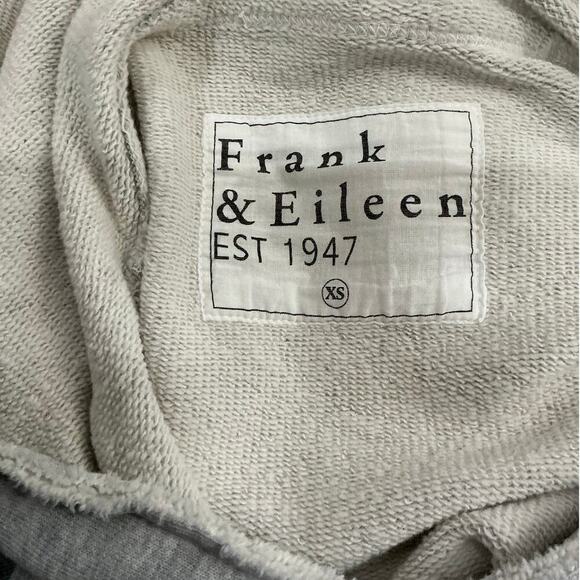 Frank
& Eileen
EST 1947
XS